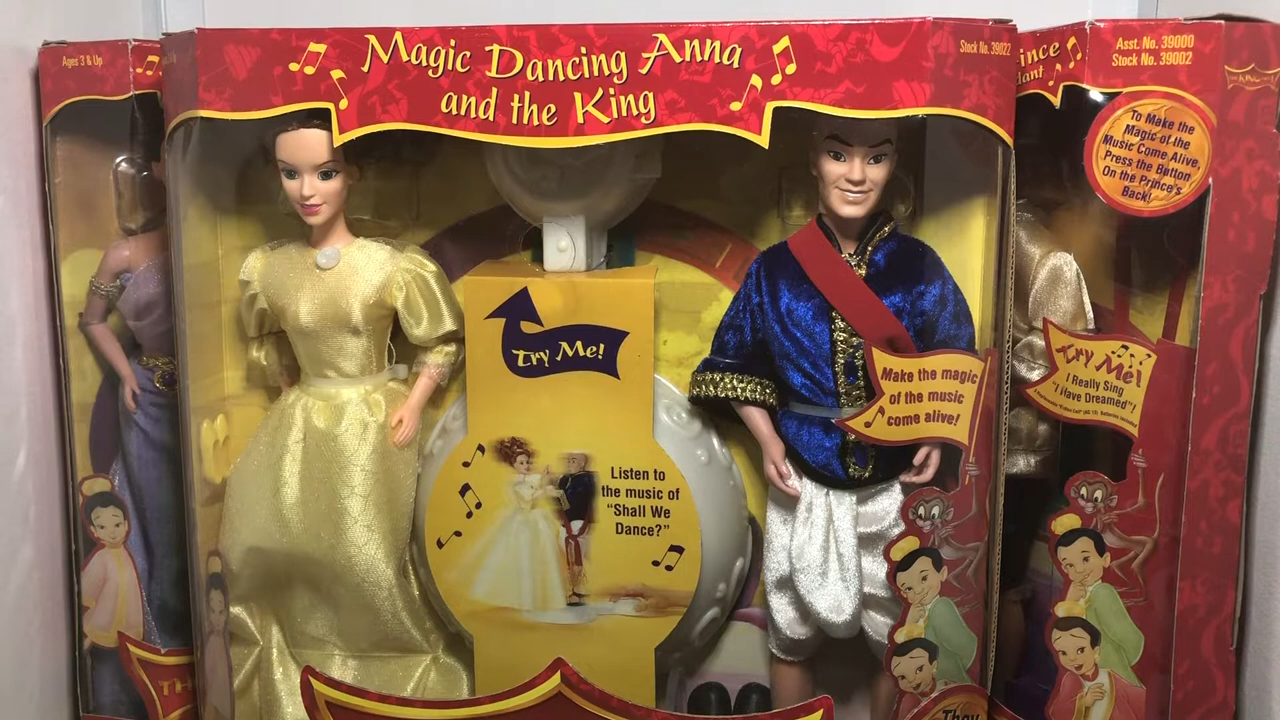 Ages 3 & Up
Magic Dancing Anna
and the King
Stock No. 39022
ince
dant
Asst. No. 39000
Stock No. 39002
To Make the
Magic of the
Music Come Alive,
Press the Button
On the Prince's
Back!
Try Me!
Listen to
the music of
"Shall We
Dance?"
Make the magic
of the music
come alive!
Try Me!
I Really Sing
"I Have Dreamed"!
TH
They